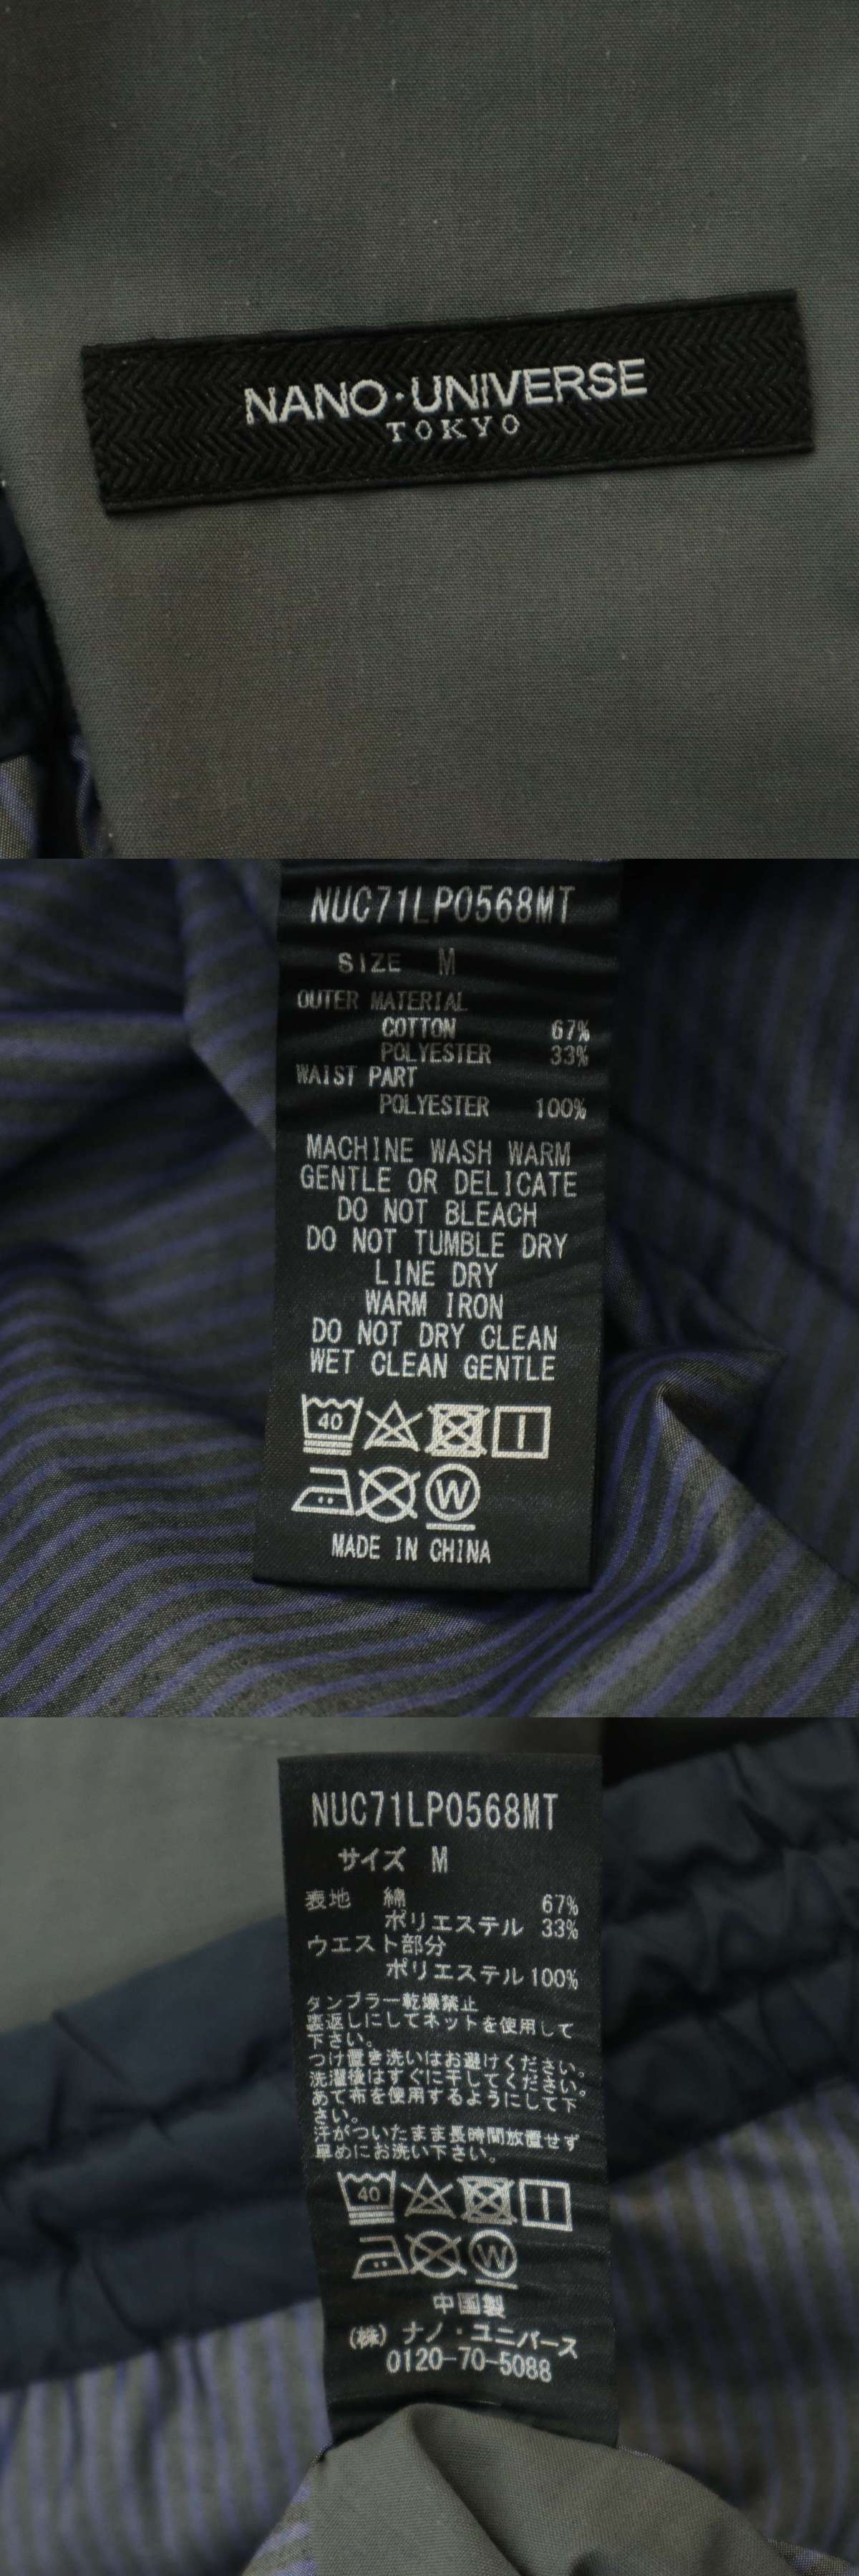 NANO·UNIVERSE
TOKYO
NUC71LP0568MT
SIZE M
OUTER MATERIAL
COTTON 67%
POLYESTER 33%
WAIST PART
POLYESTER 100%
MACHINE WASH WARM
GENTLE OR DELICATE
DO NOT BLEACH
DO NOT TUMBLE DRY
LINE DRY
WARM IRON
DO NOT DRY CLEAN
WET CLEAN GENTLE
40
W
MADE IN CHINA
NUC71LP0568MT
サイズ M
表地 綿 67%
ポリエステル 33%
ウエスト部分
ポリエステル 100%
タンブラー乾燥禁止
裏返しにしてネットを使用して
下さい。
つけ置き洗いはお避けください。
洗濯後はすぐに干してください。
あて布を使用するようにして下
さい。
汗がついたまま長時間放置せず
早めにお洗い下さい。
40
W
中国製
(株) ナノ・ユニバース
0120-70-5088